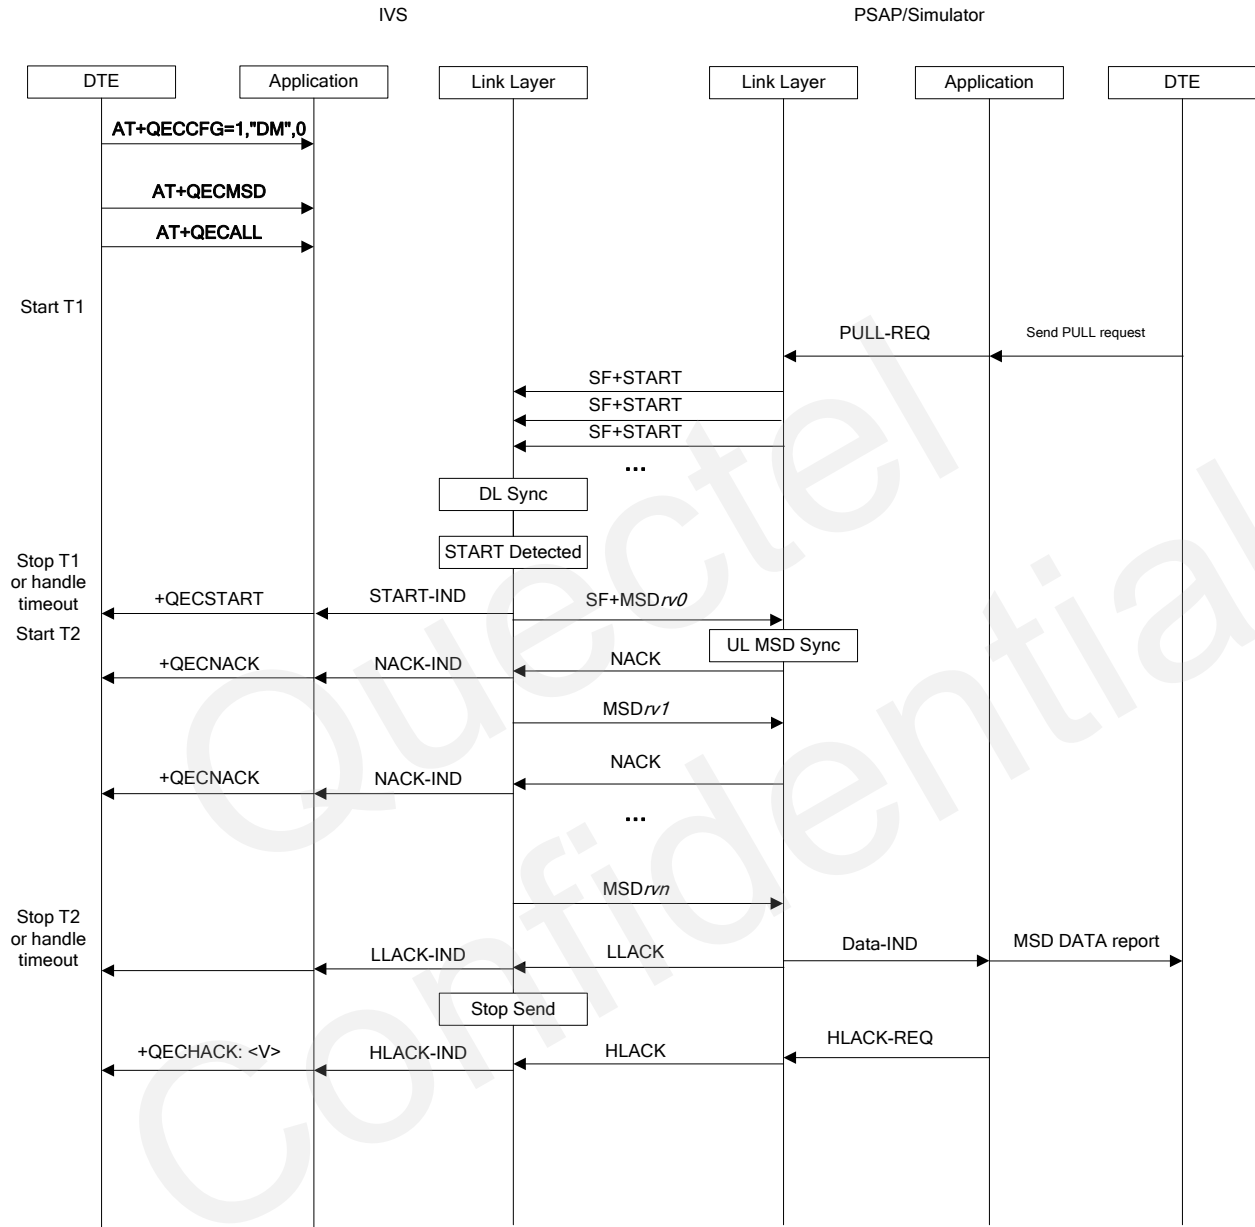 IVS PSAP/Simulator
DTE Application Link Layer Link Layer Application DTE
AT+QECCFG=1,"DM",0
AT+QECMSD
AT+QECALL
Start T1
PULL-REQ Send PULL request
SF+START
SF+START
SF+START
...
DL Sync
START Detected
Stop T1
or handle
timeout
+QECSTART START-IND SF+MSDrv0
Start T2
UL MSD Sync
+QECNACK NACK-IND NACK
MSDrv1
+QECNACK NACK-IND NACK
...
MSDrvn
Stop T2
or handle
timeout
LLACK-IND LLACK Data-IND MSD DATA report
Stop Send
+QECHACK: <V> HLACK-IND HLACK HLACK-REQ
Quectel
Confidential